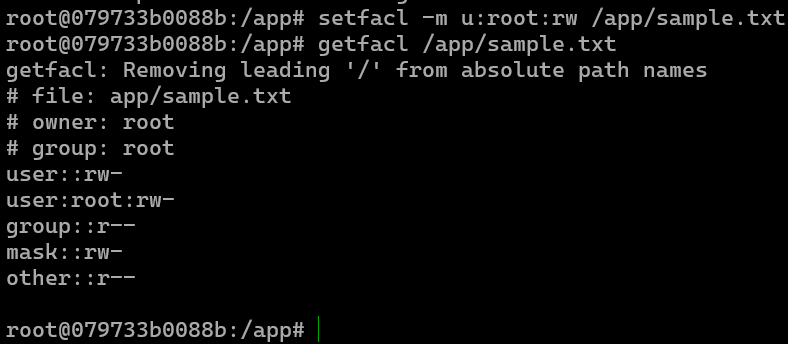 root@079733b0088b:/app# setfacl -m u:root:rw /app/sample.txt
root@079733b0088b:/app# getfacl /app/sample.txt
getfacl: Removing leading '/' from absolute path names
# file: app/sample.txt
# owner: root
# group: root
user::rw-
user:root:rw-
group::r--
mask::rw-
other::r--
root@079733b0088b:/app#